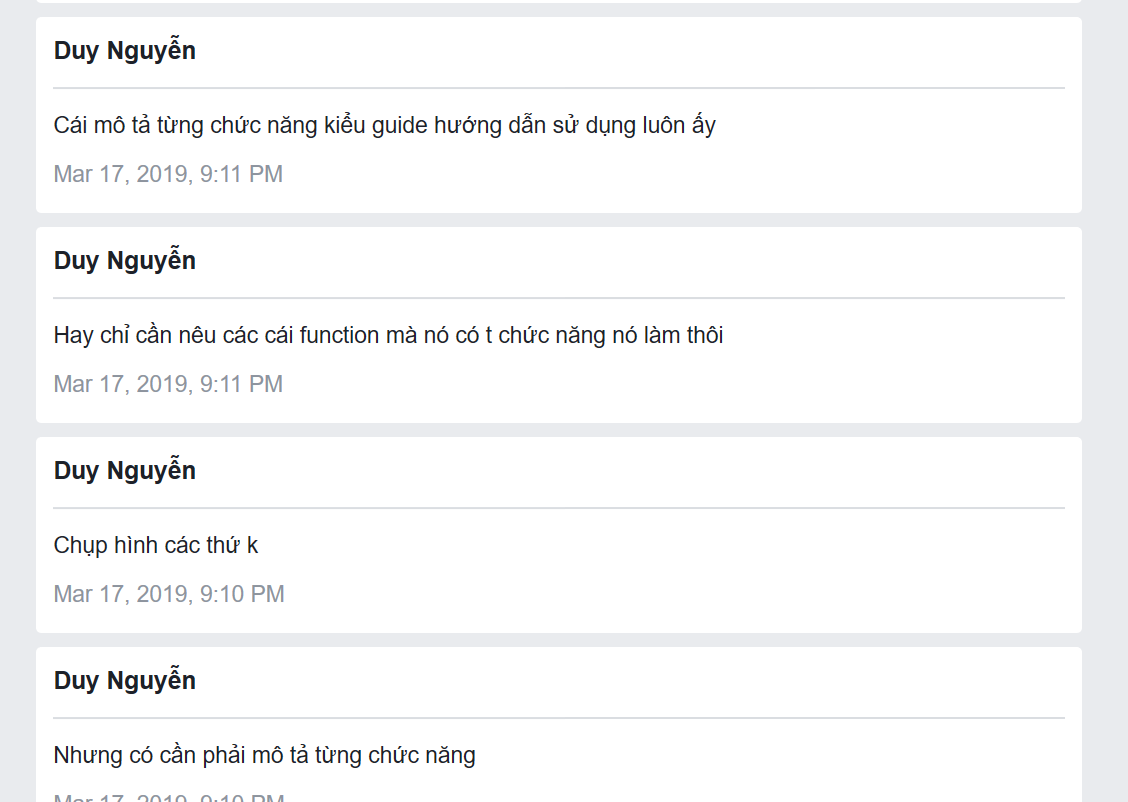 Duy Nguyễn
Cái mô tả từng chức năng kiểu guide hướng dẫn sử dụng luôn ấy
Mar 17, 2019, 9:11 PM
Duy Nguyễn
Hay chỉ cần nêu các cái function mà nó có t chức năng nó làm thôi
Mar 17, 2019, 9:11 PM
Duy Nguyễn
Chụp hình các thứ k
Mar 17, 2019, 9:10 PM
Duy Nguyễn
Nhưng có cần phải mô tả từng chức năng
Mar 17, 2019, 9:10 PM